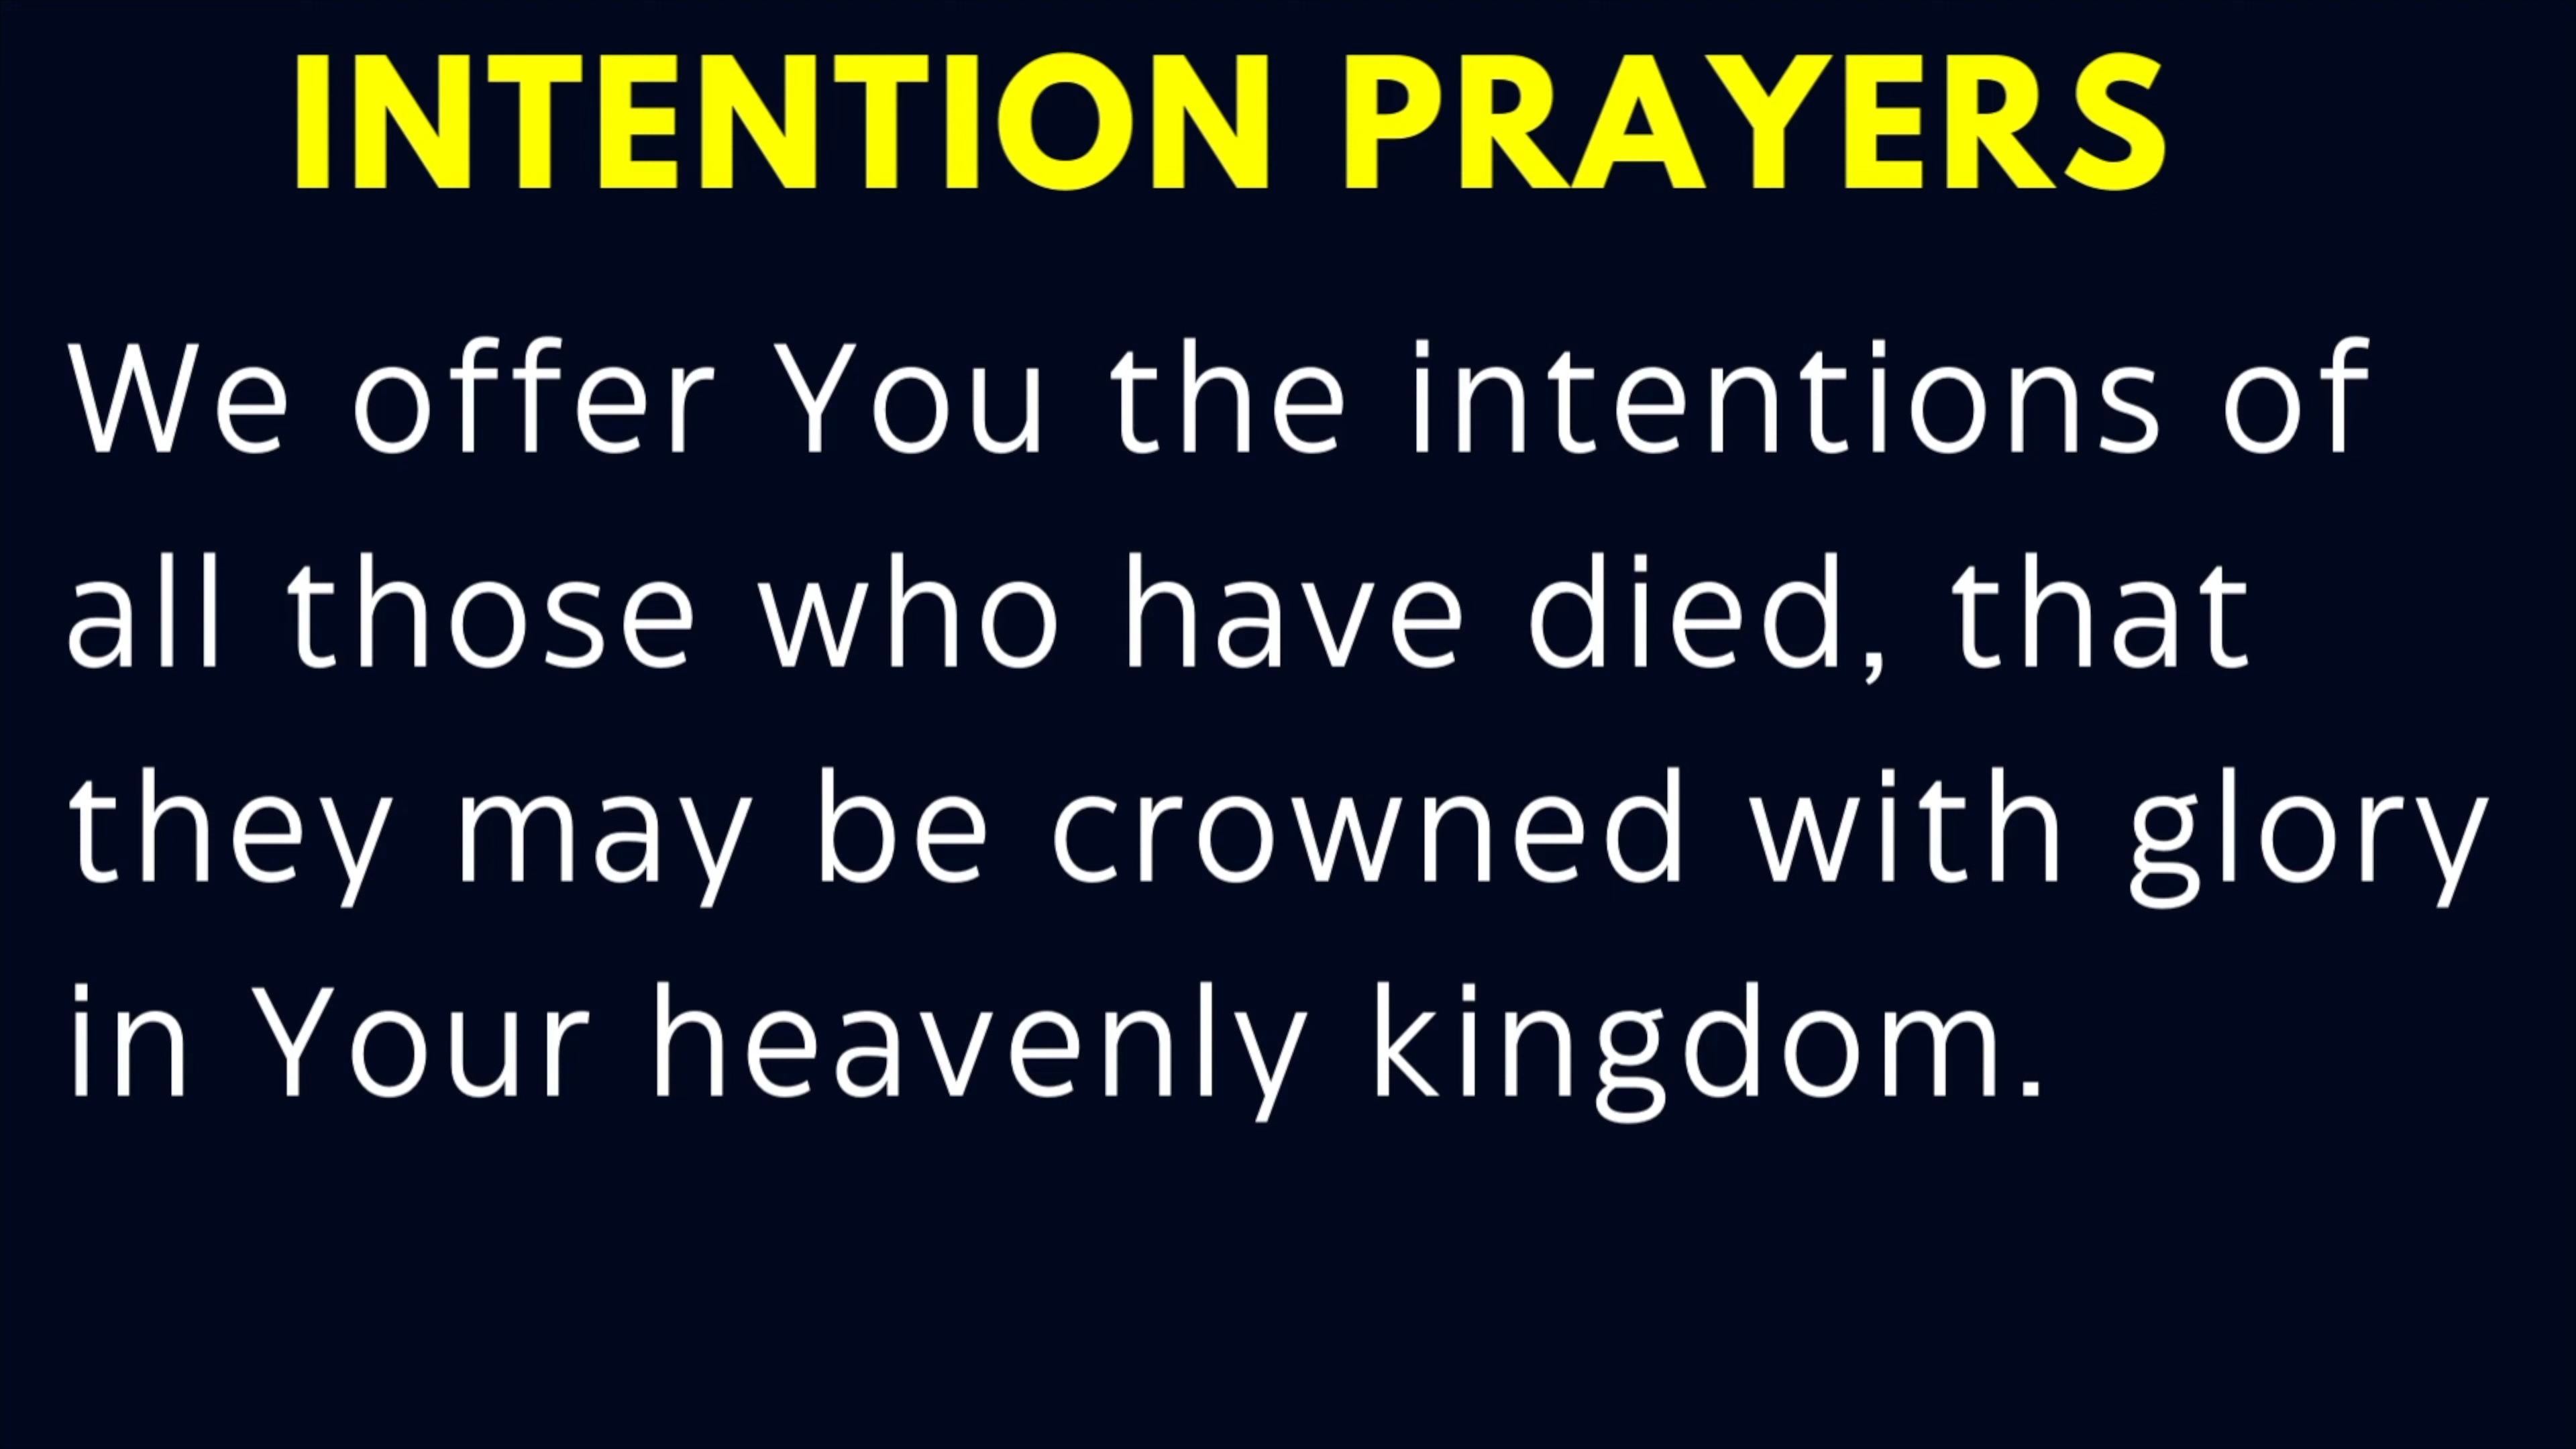 INTENTION PRAYERS
We offer You the intentions of
all those who have died, that
they may be crowned with glory
in Your heavenly kingdom.